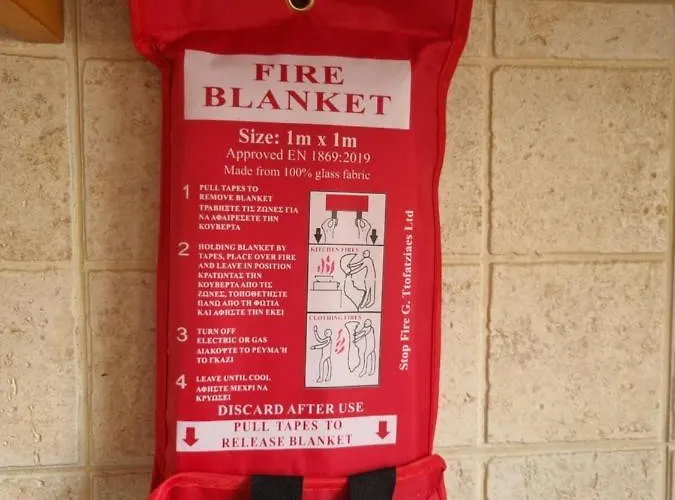 FIRE
BLANKET
Size: 1m x 1m
Approved EN 1869:2019
Made from 100% glass fabric
1 PULL TAPES TO
REMOVE BLANKET
ΤΡΑΒΗΞΤΕ ΤΙΣ ΖΩΝΕΣ ΓΙΑ
ΝΑ ΑΦΑΙΡΕΣΕΤΕ ΤΗΝ
ΚΟΥΒΕΡΤΑ
2 HOLDING BLANKET BY
TAPES, PLACE OVER FIRE
AND LEAVE IN POSITION
ΚΡΑΤΩΝΤΑΣ ΤΗΝ
ΚΟΥΒΕΡΤΑ ΑΠΟ ΤΙΣ
ΖΩΝΕΣ, ΤΟΠΟΘΕΤΗΣΤΕ
ΠΑΝΩ ΑΠΟ ΤΗ ΦΩΤΙΑ
ΚΑΙ ΑΦΗΣΤΕ ΤΗΝ ΕΚΕΙ
3 TURN OFF
ELECTRIC OR GAS
ΔΙΑΚΟΨΤΕ ΤΟ ΡΕΥΜΑ Ή
ΤΟ ΓΚΑΖΙ
4 LEAVE UNTIL COOL
ΑΦΗΣΤΕ ΜΕΧΡΙ ΝΑ
ΚΡΥΩΣΕΙ
KITCHEN FIRES
CLOTHING FIRES
Stop Fire G. Ttofatziaes Ltd
DISCARD AFTER USE
PULL TAPES TO
RELEASE BLANKET